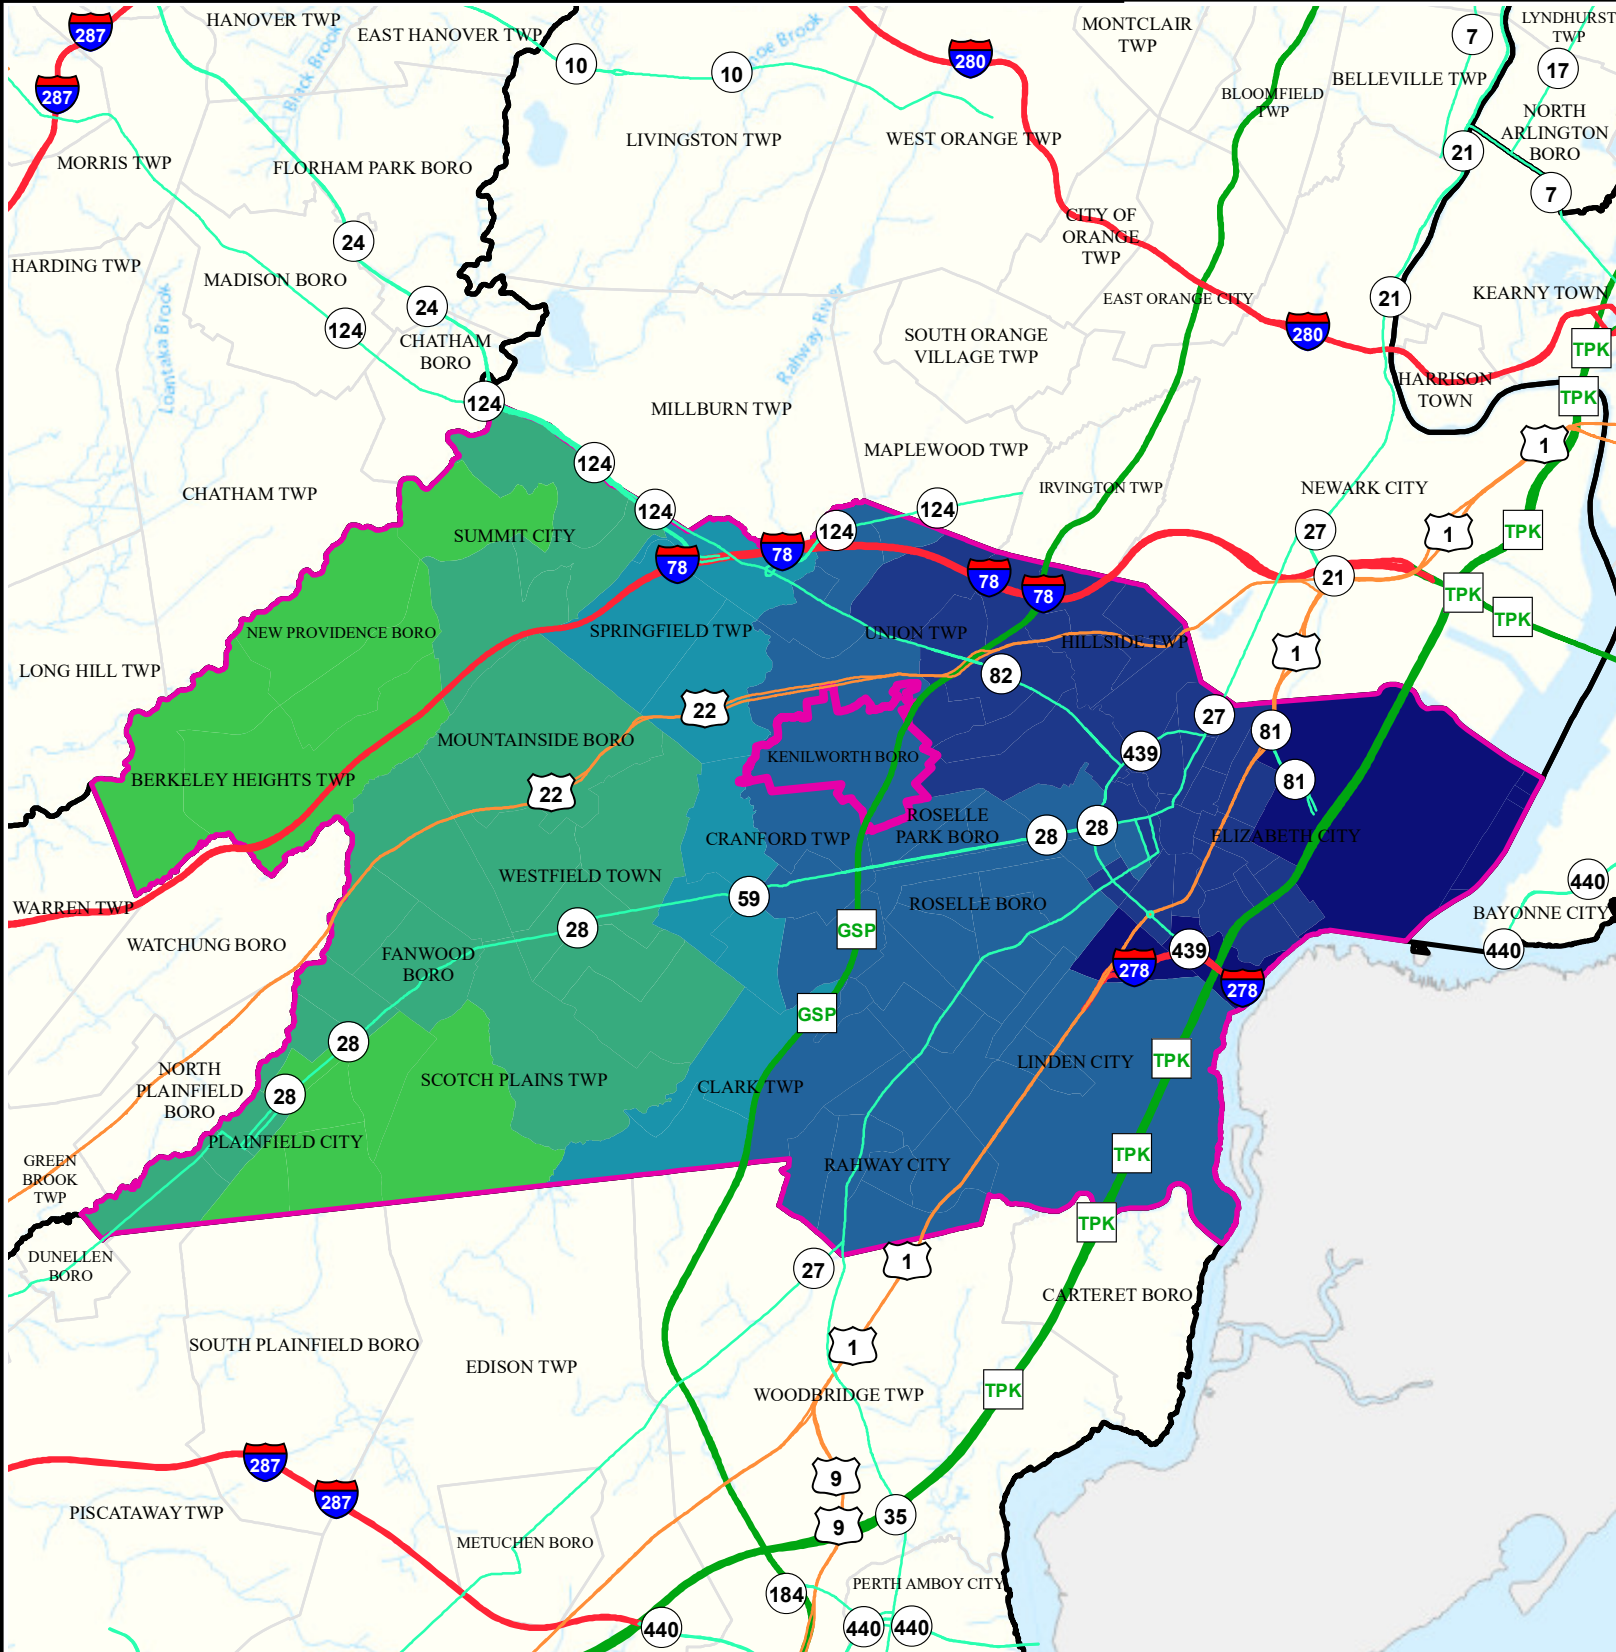 HANOVER TWP
EAST HANOVER TWP
MONTCLAIR
TWP
LYNDHURST
TWP
287
7
10
10
280
17
BELLEVILLE TWP
287
Black Brook
Brook
BLOOMFIELD
TWP
NORTH
ARLINGTON
BORO
MORRIS TWP
FLORHAM PARK BORO
LIVINGSTON TWP
WEST ORANGE TWP
21
7
24
CITY OF
ORANGE
TWP
HARDING TWP
MADISON BORO
24
124
CHATHAM
BORO
Loantaka Brook
Rahway River
EAST ORANGE CITY
21
KEARNY TOWN
SOUTH ORANGE
VILLAGE TWP
280
TPK
HARRISON
TOWN
TPK
124
MILLBURN TWP
MAPLEWOOD TWP
1
124
CHATHAM TWP
IRVINGTON TWP
NEWARK CITY
124
124
124
27
1
TPK
SUMMIT CITY
78
78
78
78
21
TPK
TPK
NEW PROVIDENCE BORO
SPRINGFIELD TWP
UNION TWP
HILLSIDE TWP
1
LONG HILL TWP
82
22
27
81
MOUNTAINSIDE BORO
KENILWORTH BORO
439
81
BERKELEY HEIGHTS TWP
22
CRANFORD TWP
ROSELLE
PARK BORO
28
28
ELIZABETH CITY
WESTFIELD TOWN
59
ROSELLE BORO
440
WARREN TWP
BAYONNE CITY
WATCHUNG BORO
28
GSP
FANWOOD
BORO
439
440
278
278
GSP
28
NORTH
PLAINFIELD
BORO
SCOTCH PLAINS TWP
CLARK TWP
LINDEN CITY
TPK
28
PLAINFIELD CITY
RAHWAY CITY
TPK
GREEN
BROOK
TWP
TPK
DUNELLEN
BORO
27
1
CARTERET BORO
SOUTH PLAINFIELD BORO
EDISON TWP
1
WOODBRIDGE TWP
TPK
287
9
287
PISCATAWAY TWP
9
35
METUCHEN BORO
184
PERTH AMBOY CITY
440
440
440